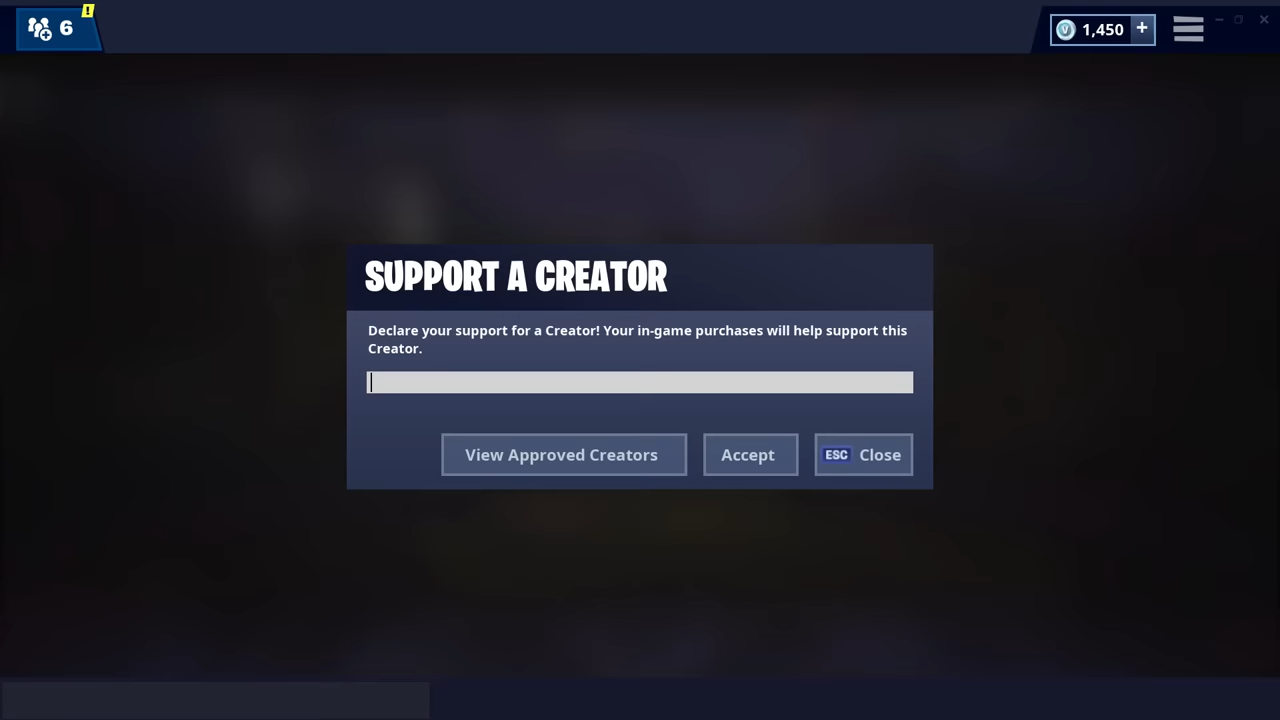 6
!
1,450 +
SUPPORT A CREATOR
Declare your support for a Creator! Your in-game purchases will help support this
Creator.
View Approved Creators
Accept
ESC Close